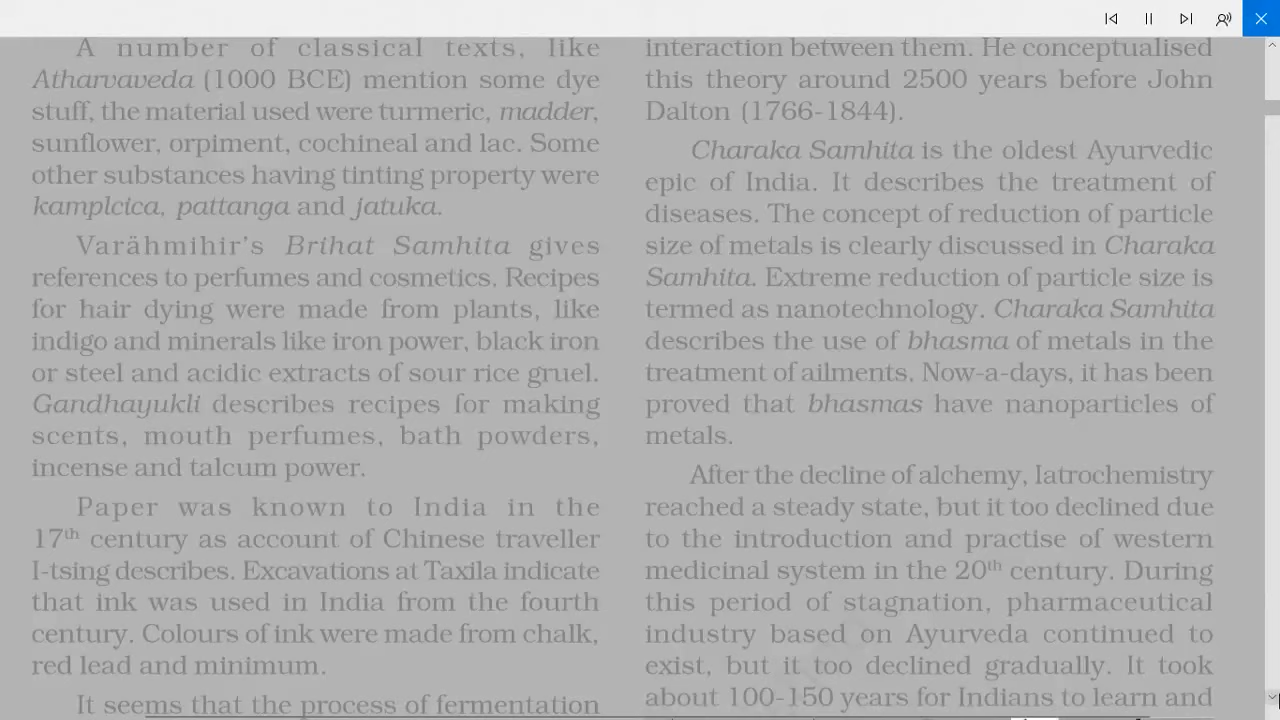 A number of classical texts, like
Atharvaveda (1000 BCE) mention some dye
stuff, the material used were turmeric, madder,
sunflower, orpiment, cochineal and lac. Some
other substances having tinting property were
kamplcica, pattanga and jatuka.
Varähmihir's Brihat Samhita gives
references to perfumes and cosmetics. Recipes
for hair dying were made from plants, like
indigo and minerals like iron power, black iron
or steel and acidic extracts of sour rice gruel.
Gandhayukli describes recipes for making
scents, mouth perfumes, bath powders,
incense and talcum power.
Paper was known to India in the
17th century as account of Chinese traveller
I-tsing describes. Excavations at Taxila indicate
that ink was used in India from the fourth
century. Colours of ink were made from chalk,
red lead and minimum.
It seems that the process of fermentation
interaction between them. He conceptualised
this theory around 2500 years before John
Dalton (1766-1844).
Charaka Samhita is the oldest Ayurvedic
epic of India. It describes the treatment of
diseases. The concept of reduction of particle
size of metals is clearly discussed in Charaka
Samhita. Extreme reduction of particle size is
termed as nanotechnology. Charaka Samhita
describes the use of bhasma of metals in the
treatment of ailments. Now-a-days, it has been
proved that bhasmas have nanoparticles of
metals.
After the decline of alchemy, Iatrochemistry
reached a steady state, but it too declined due
to the introduction and practise of western
medicinal system in the 20th century. During
this period of stagnation, pharmaceutical
industry based on Ayurveda continued to
exist, but it too declined gradually. It took
about 100-150 years for Indians to learn and